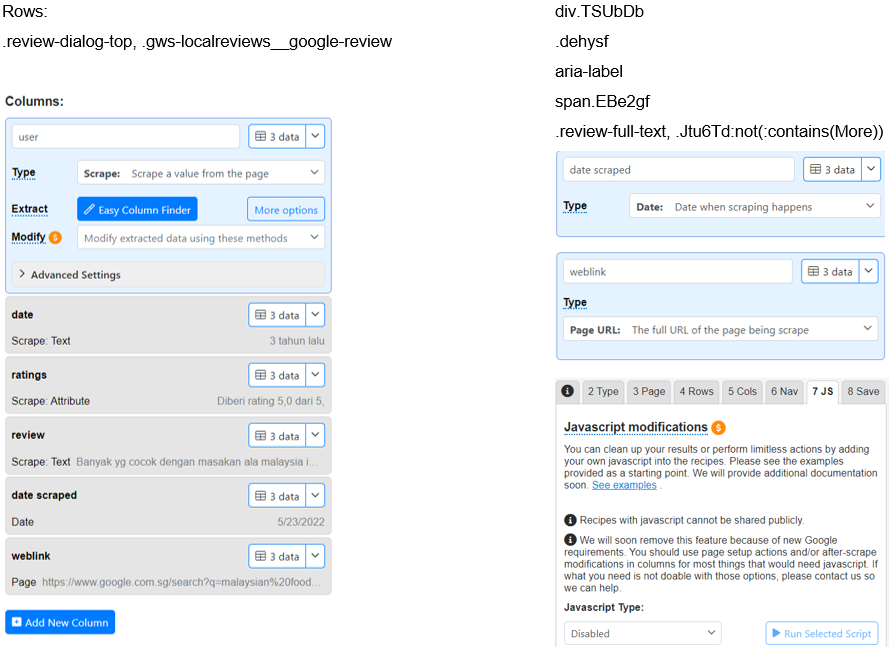 Rows:
.review-dialog-top, .gws-localreviews__google-review
Columns:
user
3 data
Type
Scrape: Scrape a value from the page
Extract
Easy Column Finder
More options
Modify $
Modify extracted data using these methods
Advanced Settings
date
3 data
Scrape: Text
3 tahun lalu
ratings
3 data
Scrape: Attribute
Diberi rating 5,0 dari 5,
review
3 data
Scrape: Text
Banyak yg cocok dengan masakan ala malaysia i...
date scraped
3 data
Date
5/23/2022
weblink
3 data
Page
https://www.google.com.sg/search?q=malaysian%20food...
Add New Column
div.TSUbDb
.dehysf
aria-label
span.EBe2gf
.review-full-text, .Jtu6Td:not(:contains(More))
date scraped
3 data
Type
Date: Date when scraping happens
weblink
3 data
Type
Page URL: The full URL of the page being scrape
i
2 Type
3 Page
4 Rows
5 Cols
6 Nav
7 JS
8 Save
Javascript modifications $
You can clean up your results or perform limitless actions by adding
your own javascript into the recipes. Please see the examples
provided as a starting point. We will provide additional documentation
soon. See examples .
i Recipes with javascript cannot be shared publicly.
i We will soon remove this feature because of new Google
requirements. You should use page setup actions and/or after-scrape
modifications in columns for most things that would need javascript. If
what you need is not doable with those options, please contact us so
we can help.
Javascript Type:
Disabled
Run Selected Script